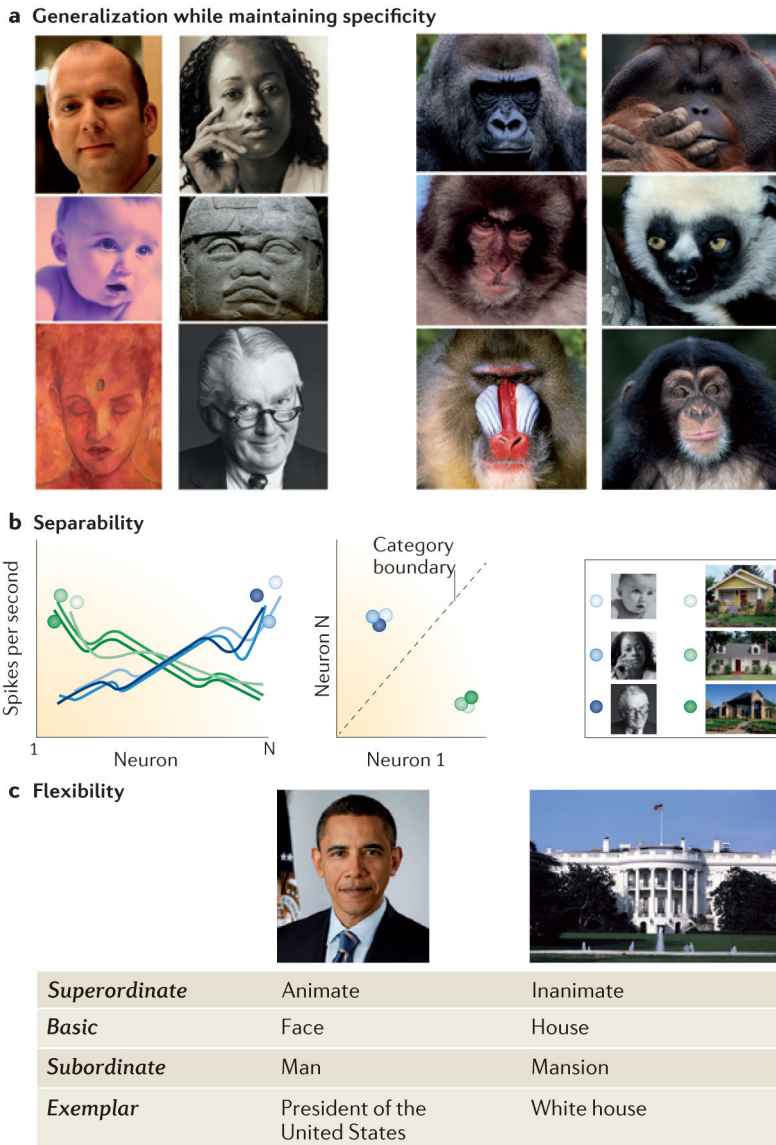 a Generalization while maintaining specificity
b Separability
Spikes per second
1
Neuron
N
Category
boundary
Neuron N
Neuron 1
c Flexibility
Superordinate Animate Inanimate
Basic Face House
Subordinate Man Mansion
Exemplar President of the White house
United States